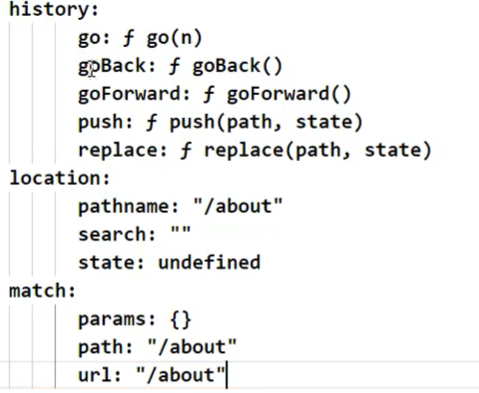 history:
go: ƒ go(n)
goBack: ƒ goBack()
goForward: ƒ goForward()
push: ƒ push(path, state)
replace: ƒ replace(path, state)
location:
pathname: "/about"
search: ""
state: undefined
match:
params: {}
path: "/about"
url: "/about"